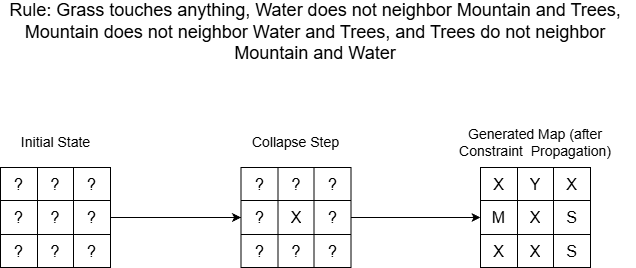 Rule: Grass touches anything, Water does not neighbor Mountain and Trees,
Mountain does not neighbor Water and Trees, and Trees do not neighbor
Mountain and Water
Initial State
Collapse Step
Generated Map (after
Constraint Propagation)
? ? ?
? ? ?
? ? ?
? ? ?
? X ?
? ? ?
X Y X
M X S
X X S